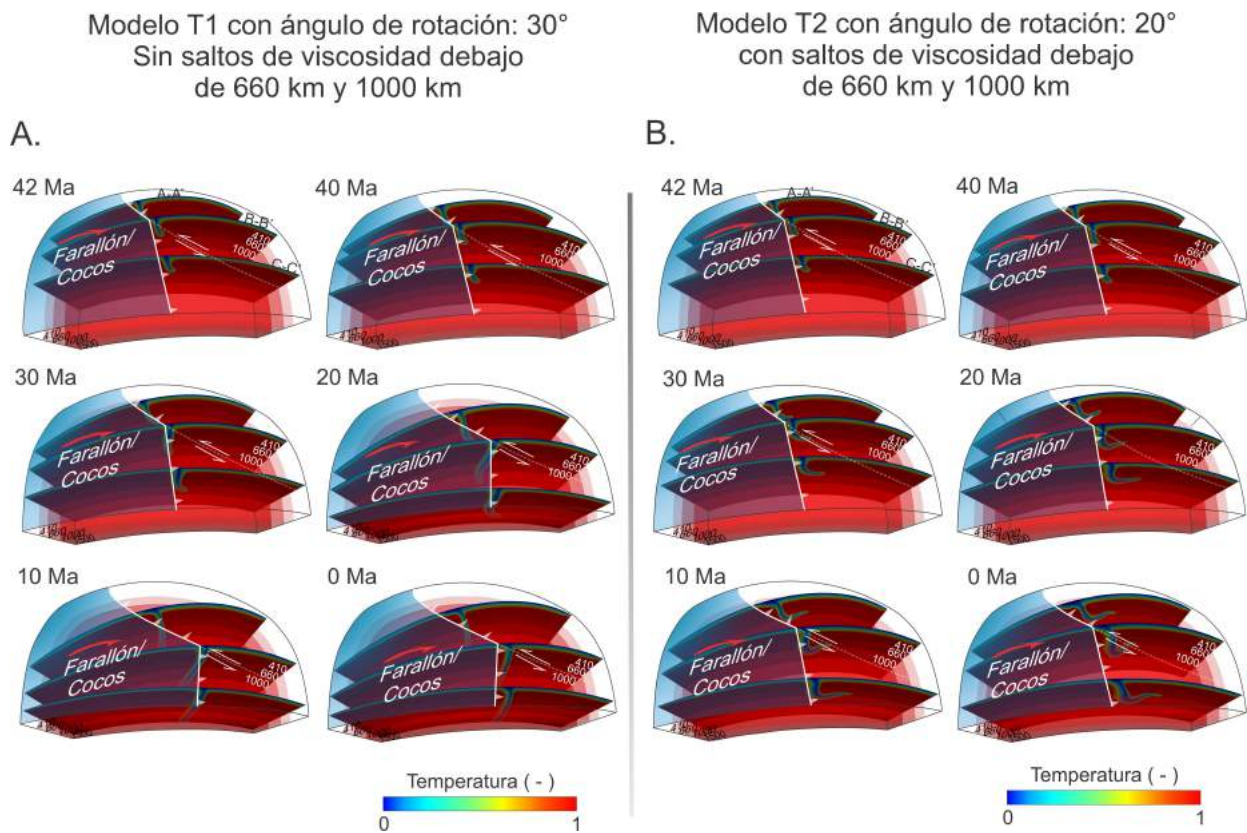 Modelo T1 con ángulo de rotación: 30°
Sin saltos de viscosidad debajo
de 660 km y 1000 km
Modelo T2 con ángulo de rotación: 20°
con saltos de viscosidad debajo
de 660 km y 1000 km
A.
42 Ma
A-A'
B-B'
C-C'
410
660
1000
Farallón/
Cocos
40 Ma
410
660
1000
Farallón/
Cocos
30 Ma
410
660
1000
Farallón/
Cocos
20 Ma
410
660
1000
Farallón/
Cocos
10 Ma
410
660
1000
Farallón/
Cocos
0 Ma
410
660
1000
Farallón/
Cocos
Temperatura ( - )
0
1
B.
42 Ma
A-A'
B-B'
C-C'
410
660
1000
Farallón/
Cocos
40 Ma
410
660
1000
Farallón/
Cocos
30 Ma
410
660
1000
Farallón/
Cocos
20 Ma
410
660
1000
Farallón/
Cocos
10 Ma
410
660
1000
Farallón/
Cocos
0 Ma
410
660
1000
Farallón/
Cocos
Temperatura ( - )
0
1